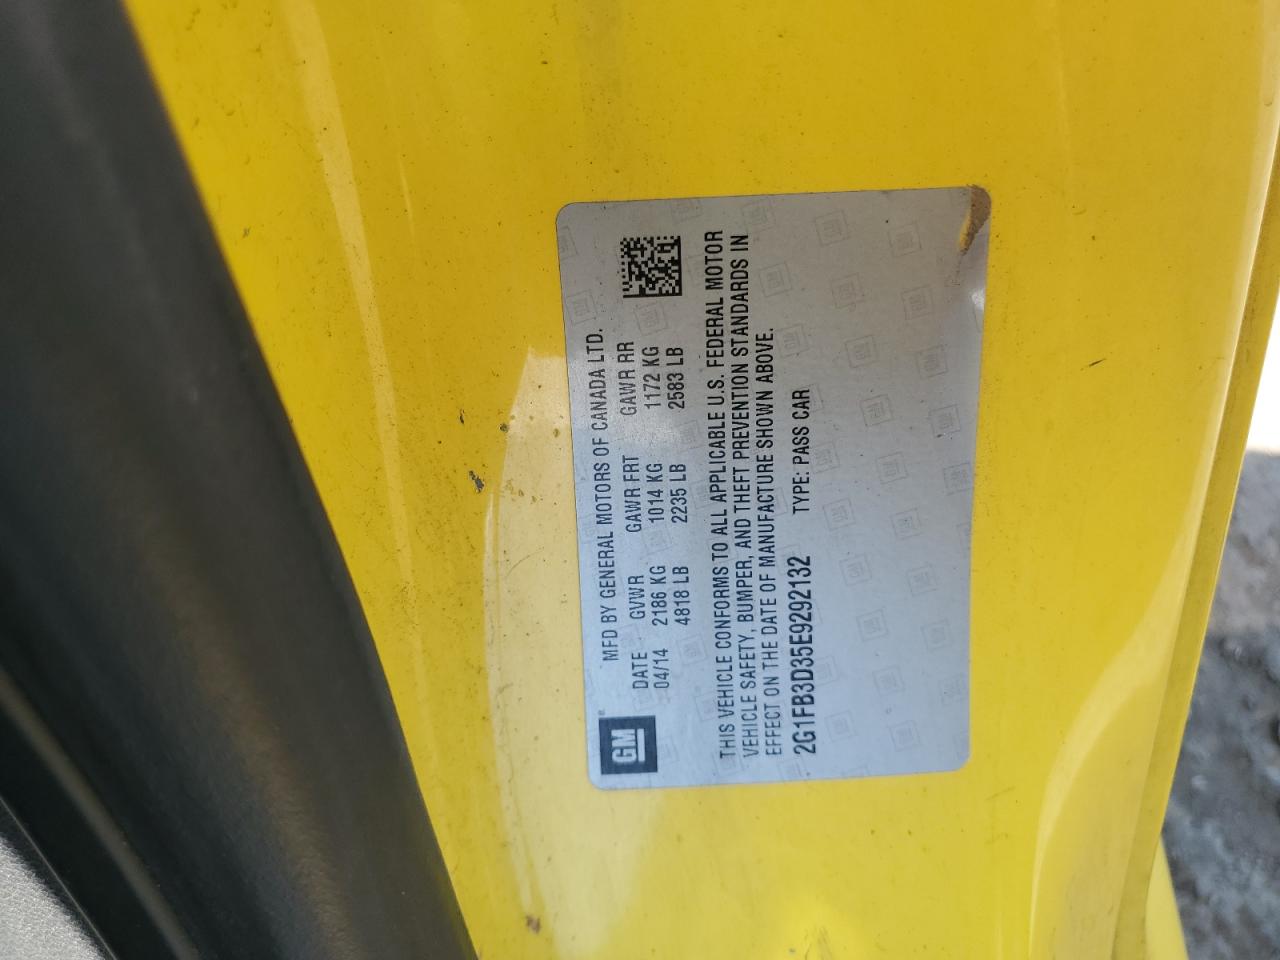 MFD BY GENERAL MOTORS OF CANADA LTD.
DATE GVWR GAWR FRT GAWR RR
04/14 2186 KG 1014 KG 1172 KG
4818 LB 2235 LB 2583 LB
GM
THIS VEHICLE CONFORMS TO ALL APPLICABLE U.S. FEDERAL MOTOR
VEHICLE SAFETY, BUMPER, AND THEFT PREVENTION STANDARDS IN
EFFECT ON THE DATE OF MANUFACTURE SHOWN ABOVE.
2G1FB3D35E9292132 TYPE: PASS CAR